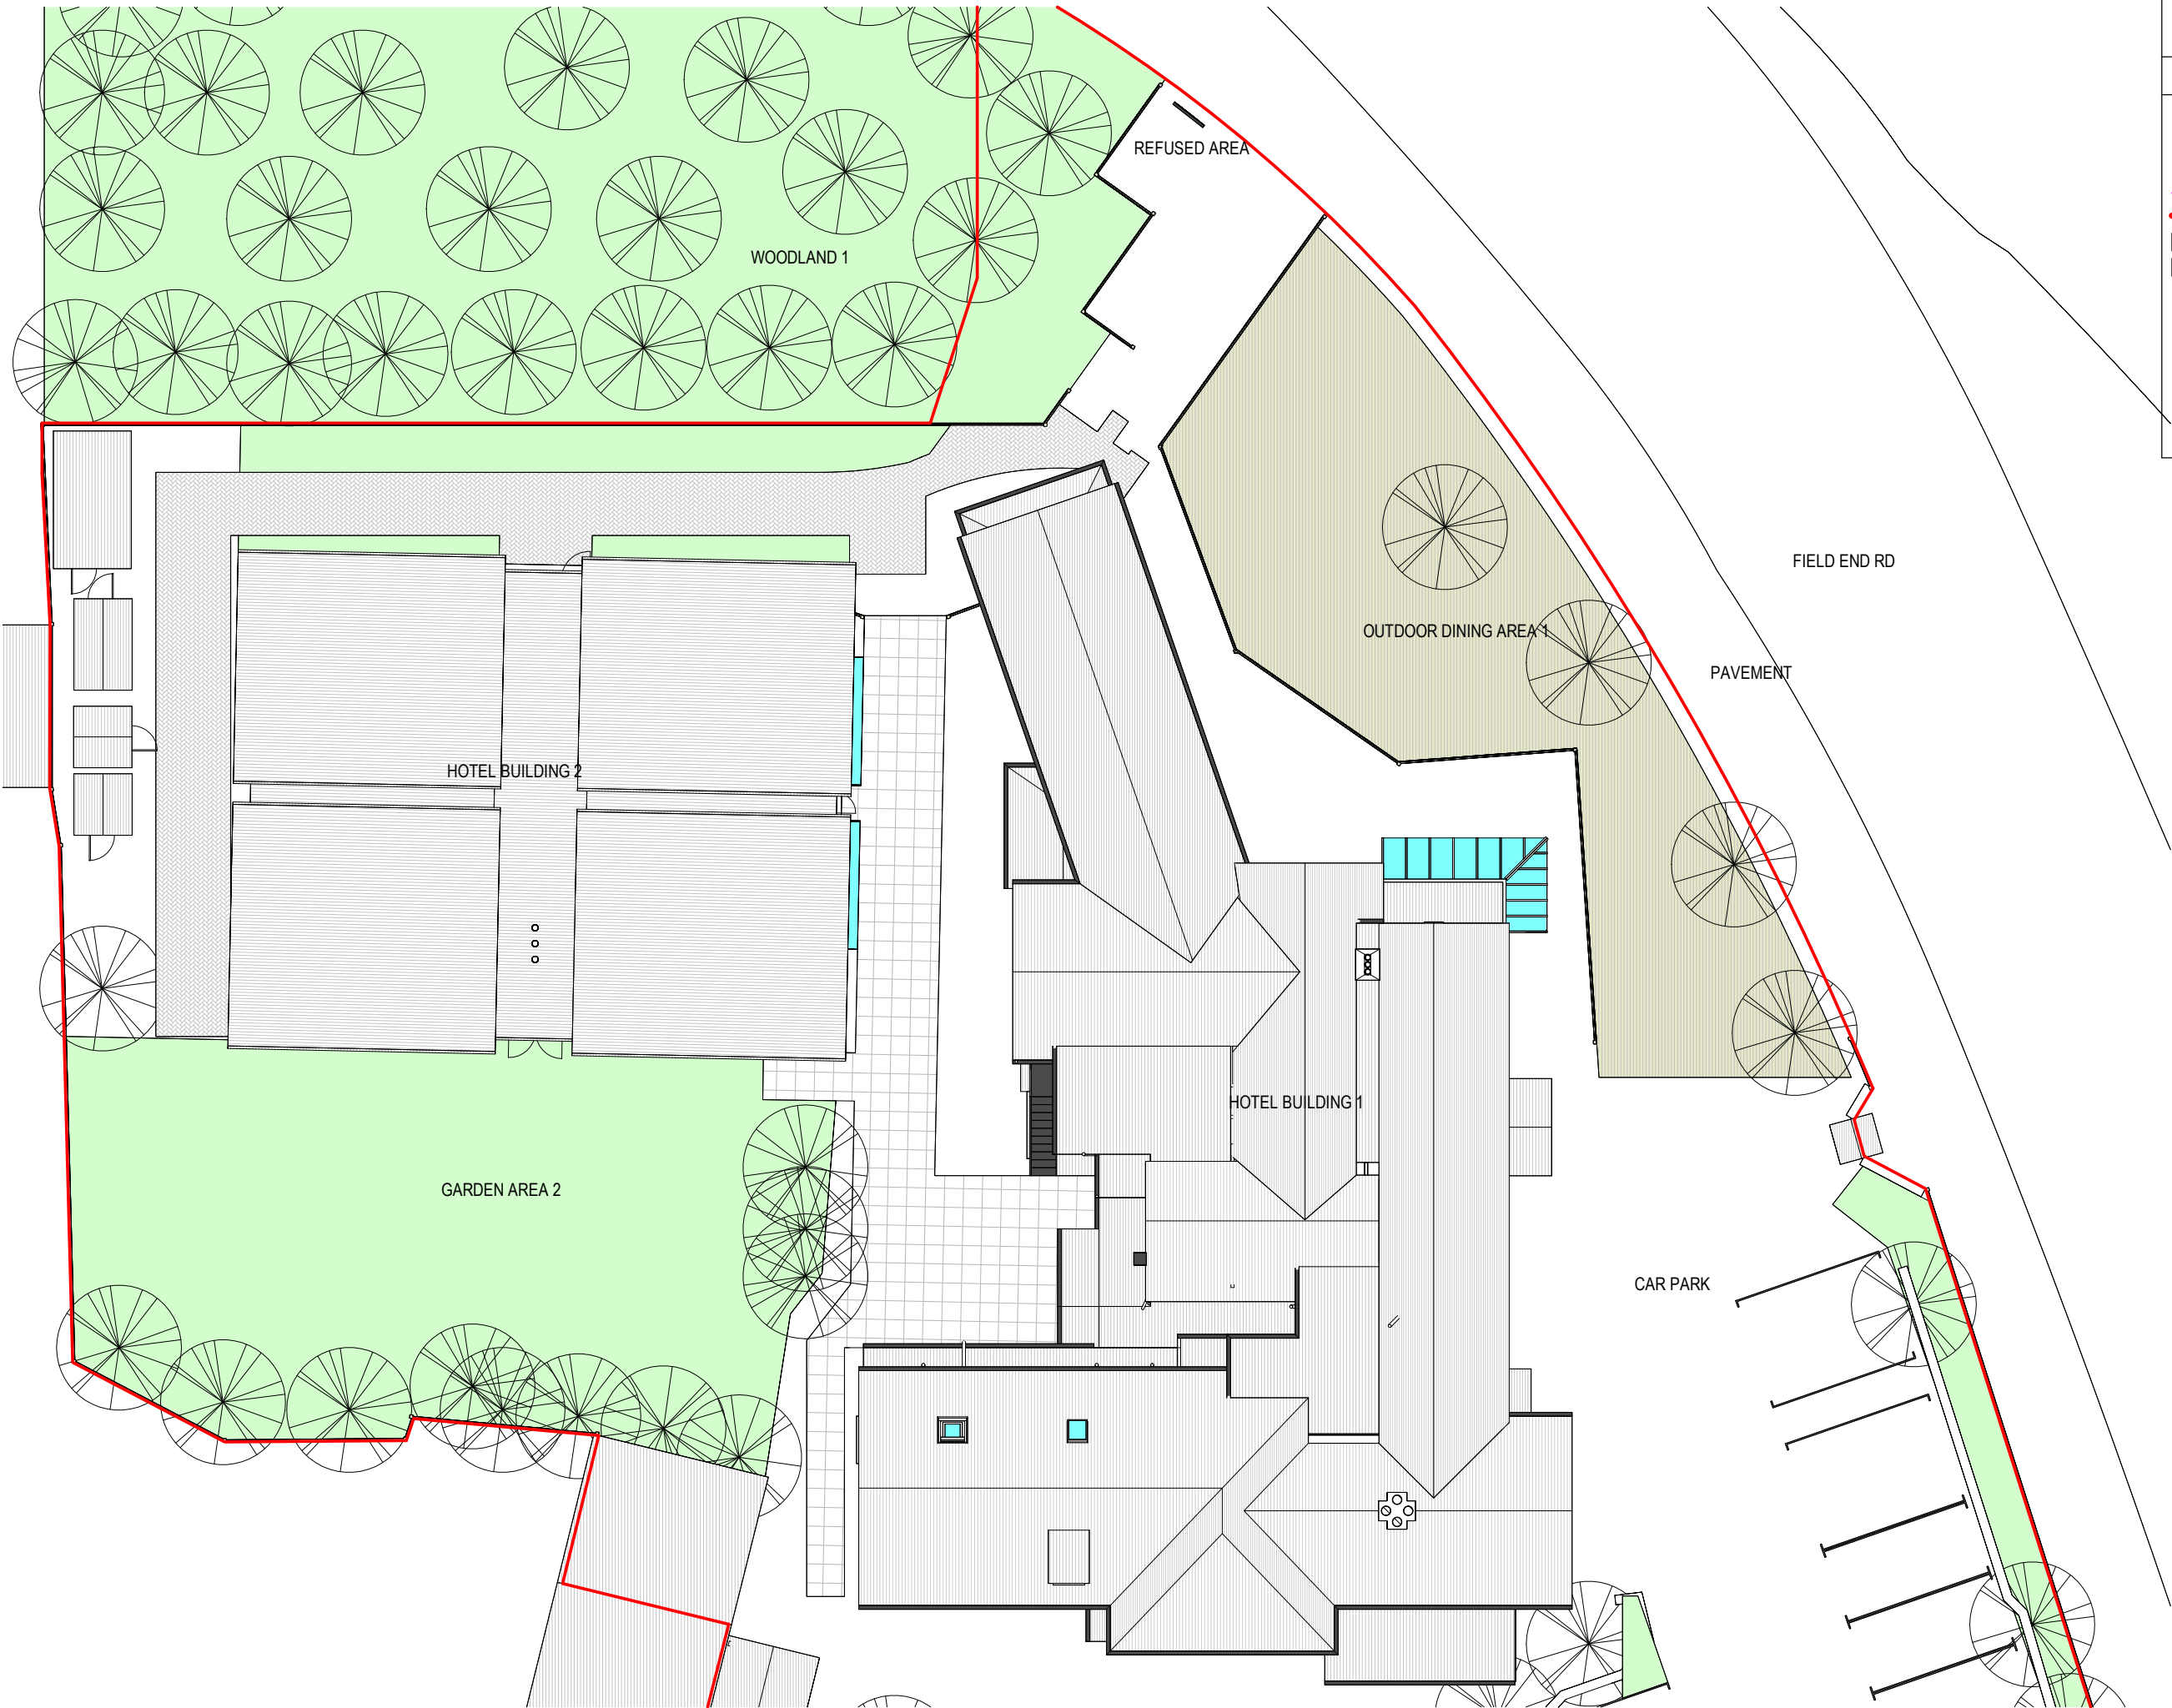 REFUSED AREA
WOODLAND 1
FIELD END RD
OUTDOOR DINING AREA 1
PAVEMENT
HOTEL BUILDING 2
HOTEL BUILDING 1
GARDEN AREA 2
CAR PARK